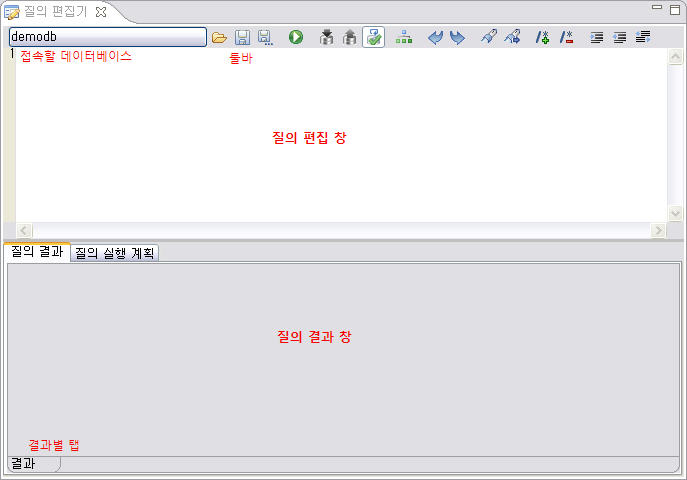 질의 편집기
demodb
1
접속할 데이터베이스
툴바
질의 편집 창
질의 결과
질의 실행 계획
질의 결과 창
결과별 탭
결과